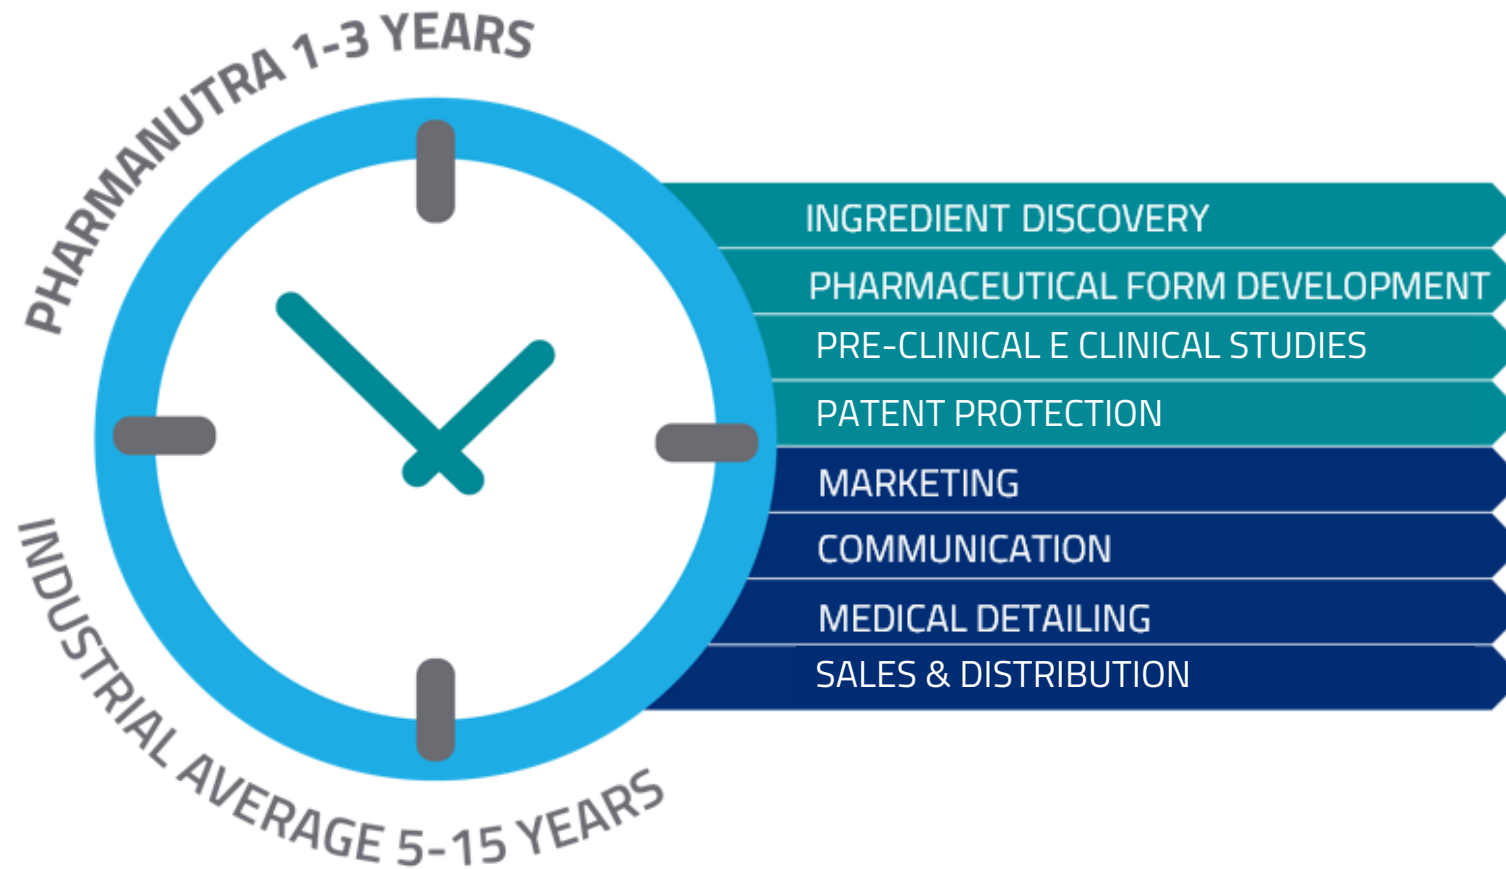 PHARMANUTRA 1-3 YEARS
INGREDIENT DISCOVERY
PHARMACEUTICAL FORM DEVELOPMENT
PRE-CLINICAL E CLINICAL STUDIES
PATENT PROTECTION
MARKETING
COMMUNICATION
MEDICAL DETAILING
SALES & DISTRIBUTION
INDUSTRIAL AVERAGE 5-15 YEARS